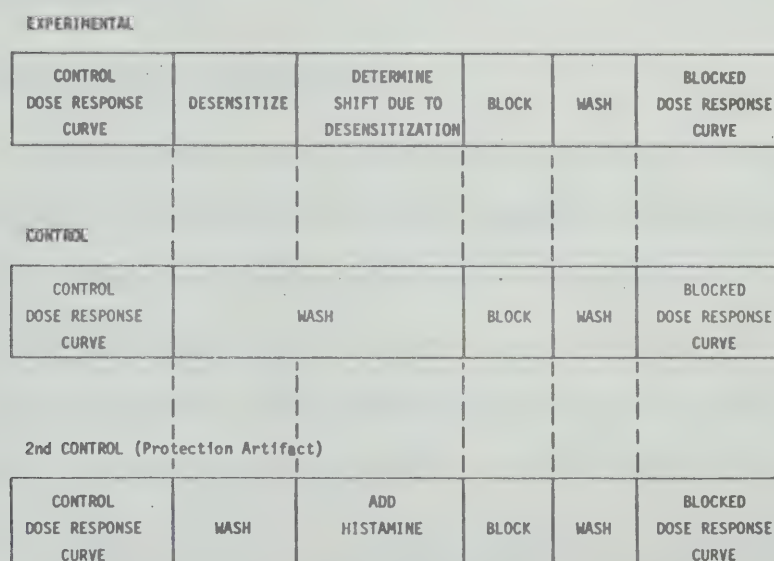 EXPERIMENTAL
CONTROL
DOSE RESPONSE
CURVE
DESENSITIZE
DETERMINE
SHIFT DUE TO
DESENSITIZATION
BLOCK
WASH
BLOCKED
DOSE RESPONSE
CURVE
CONTROL
CONTROL
DOSE RESPONSE
CURVE
WASH
BLOCK
WASH
BLOCKED
DOSE RESPONSE
CURVE
2nd CONTROL (Protection Artifact)
CONTROL
DOSE RESPONSE
CURVE
WASH
ADD
HISTAMINE
BLOCK
WASH
BLOCKED
DOSE RESPONSE
CURVE